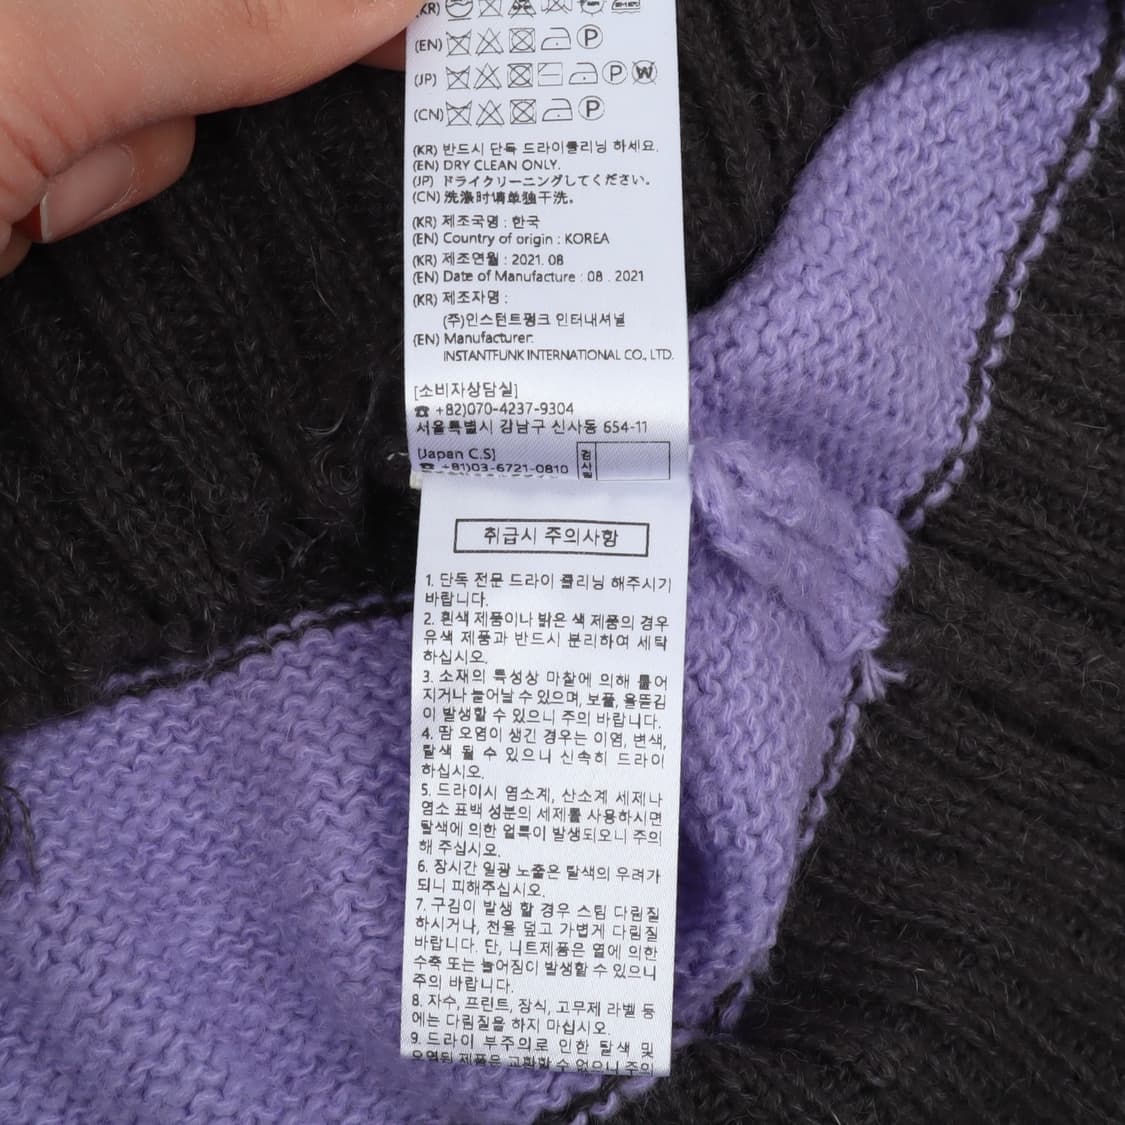 (KR)
(EN) Ⓟ
(JP) Ⓟ W
(CN) Ⓟ
(KR) 반드시 단독 드라이클리닝 하세요.
(EN) DRY CLEAN ONLY.
(JP) ドライクリーニングしてください。
(CN) 洗涤时请单独干洗。
(KR) 제조국명 : 한국
(EN) Country of origin : KOREA
(KR) 제조연월 : 2021. 08
(EN) Date of Manufacture : 08 . 2021
(KR) 제조자명 :
(주)인스턴트펑크 인터내셔널
(EN) Manufacturer:
INSTANTFUNK INTERNATIONAL CO., LTD.
[소비자상담실]
☎ +82)070-4237-9304
서울특별시 강남구 신사동 654-11
[Japan C.S]
☎ +81)03-6721-0810
검사필
취급시 주의사항
1. 단독 전문 드라이 클리닝 해주시기
바랍니다.
2. 흰색 제품이나 밝은 색 제품의 경우
유색 제품과 반드시 분리하여 세탁
하십시오.
3. 소재의 특성상 마찰에 의해 틀어
지거나 늘어날 수 있으며, 보풀, 올뜯김
이 발생할 수 있으니 주의 바랍니다.
4. 땀 오염이 생긴 경우는 이염, 변색,
탈색 될 수 있으니 신속히 드라이
하십시오.
5. 드라이시 염소계, 산소계 세제나
염소 표백 성분의 세제를 사용하시면
탈색에 의한 얼룩이 발생되오니 주의
해 주십시오.
6. 장시간 일광 노출은 탈색의 우려가
되니 피해주십시오.
7. 구김이 발생 할 경우 스팀 다림질
하시거나, 천을 덮고 가볍게 다림질
바랍니다. 단, 니트제품은 열에 의한
수축 또는 늘어짐이 발생할 수 있으니
주의 바랍니다.
8. 자수, 프린트, 장식, 고무제 라벨 등
에는 다림질을 하지 마십시오.
9. 드라이 부주의로 인한 탈색 및
오염된 제품은 교환할 수 없으니 주의